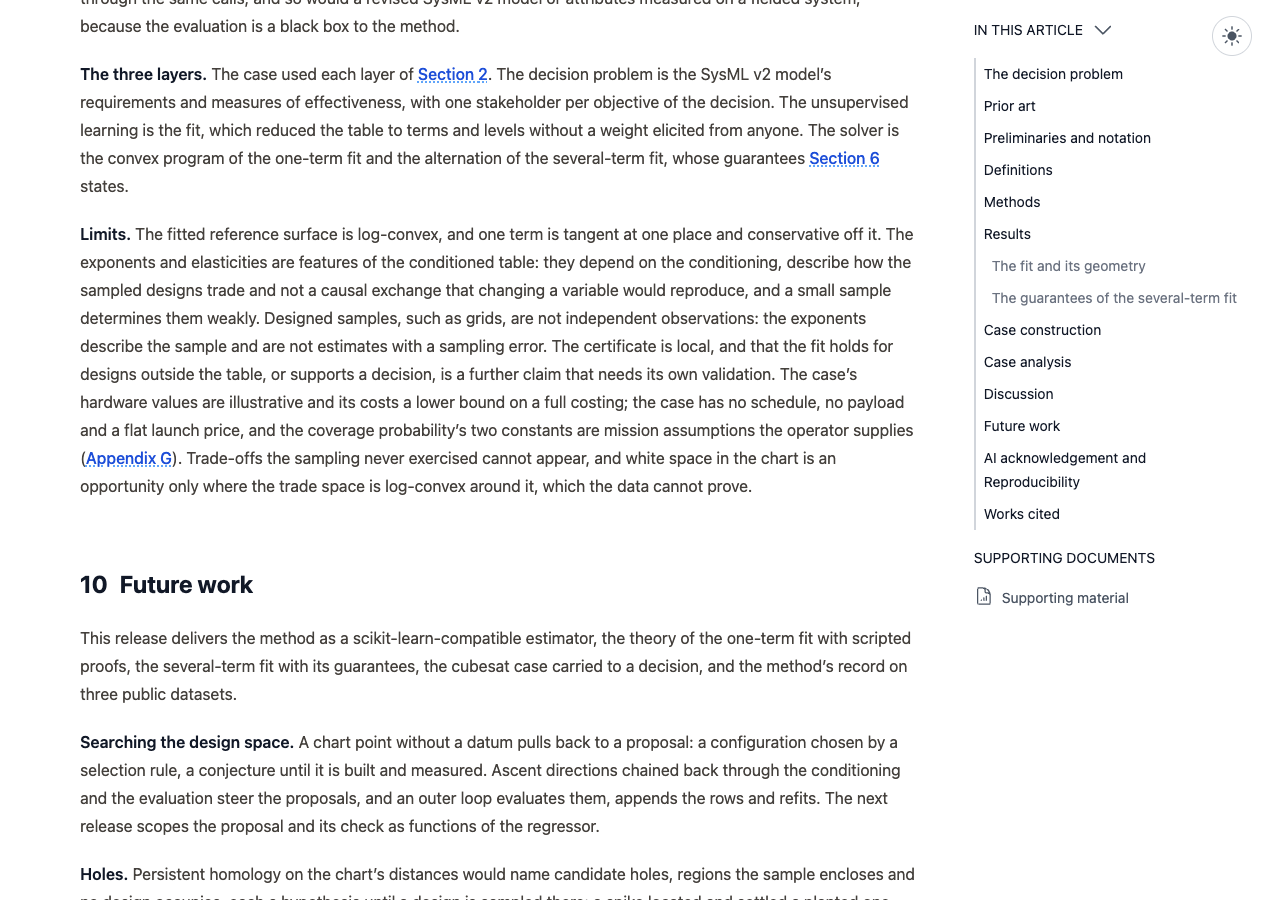 because the evaluation is a black box to the method.
The three layers. The case used each layer of Section 2. The decision problem is the SysML v2 model’s
requirements and measures of effectiveness, with one stakeholder per objective of the decision. The unsupervised
learning is the fit, which reduced the table to terms and levels without a weight elicited from anyone. The solver is
the convex program of the one-term fit and the alternation of the several-term fit, whose guarantees Section 6
states.
Limits. The fitted reference surface is log-convex, and one term is tangent at one place and conservative off it. The
exponents and elasticities are features of the conditioned table: they depend on the conditioning, describe how the
sampled designs trade and not a causal exchange that changing a variable would reproduce, and a small sample
determines them weakly. Designed samples, such as grids, are not independent observations: the exponents
describe the sample and are not estimates with a sampling error. The certificate is local, and that the fit holds for
designs outside the table, or supports a decision, is a further claim that needs its own validation. The case’s
hardware values are illustrative and its costs a lower bound on a full costing; the case has no schedule, no payload
and a flat launch price, and the coverage probability’s two constants are mission assumptions the operator supplies
(Appendix G). Trade-offs the sampling never exercised cannot appear, and white space in the chart is an
opportunity only where the trade space is log-convex around it, which the data cannot prove.
10 Future work
This release delivers the method as a scikit-learn-compatible estimator, the theory of the one-term fit with scripted
proofs, the several-term fit with its guarantees, the cubesat case carried to a decision, and the method’s record on
three public datasets.
Searching the design space. A chart point without a datum pulls back to a proposal: a configuration chosen by a
selection rule, a conjecture until it is built and measured. Ascent directions chained back through the conditioning
and the evaluation steer the proposals, and an outer loop evaluates them, appends the rows and refits. The next
release scopes the proposal and its check as functions of the regressor.
Holes. Persistent homology on the chart’s distances would name candidate holes, regions the sample encloses and
IN THIS ARTICLE
The decision problem
Prior art
Preliminaries and notation
Definitions
Methods
Results
The fit and its geometry
The guarantees of the several-term fit
Case construction
Case analysis
Discussion
Future work
AI acknowledgement and
Reproducibility
Works cited
SUPPORTING DOCUMENTS
Supporting material